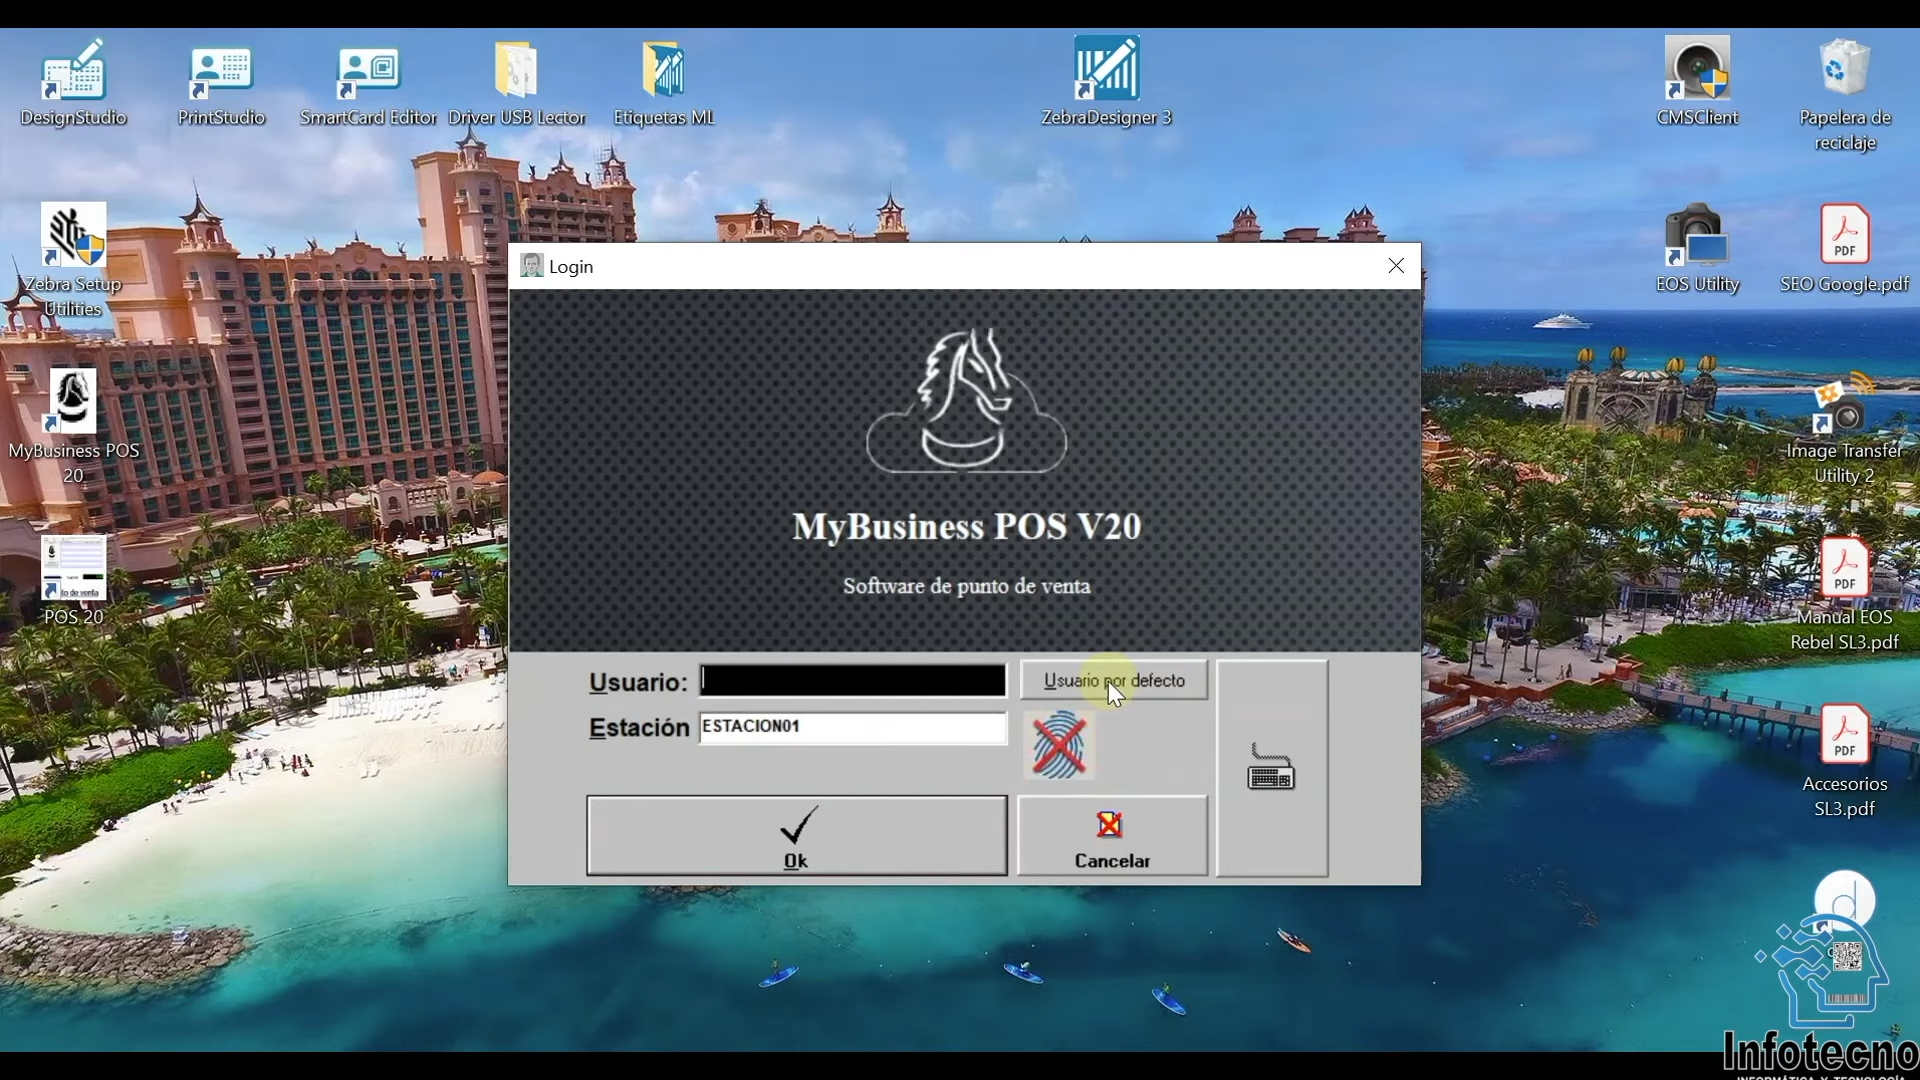 DesignStudio
PrintStudio
SmartCard Editor
Driver USB Lector
Etiquetas ML
ZebraDesigner 3
CMSClient
Papelera de
reciclaje
Zebra Setup
Utilities
EOS Utility
PDF
SEO Google.pdf
MyBusiness POS
20
Image Transfer
Utility 2
POS 20
PDF
Manual EOS
Rebel SL3.pdf
PDF
Accesorios
SL3.pdf
Login
MyBusiness POS V20
Software de punto de venta
Usuario:
Usuario por defecto
Estación
ESTACION01
Ok
Cancelar
Infotecno